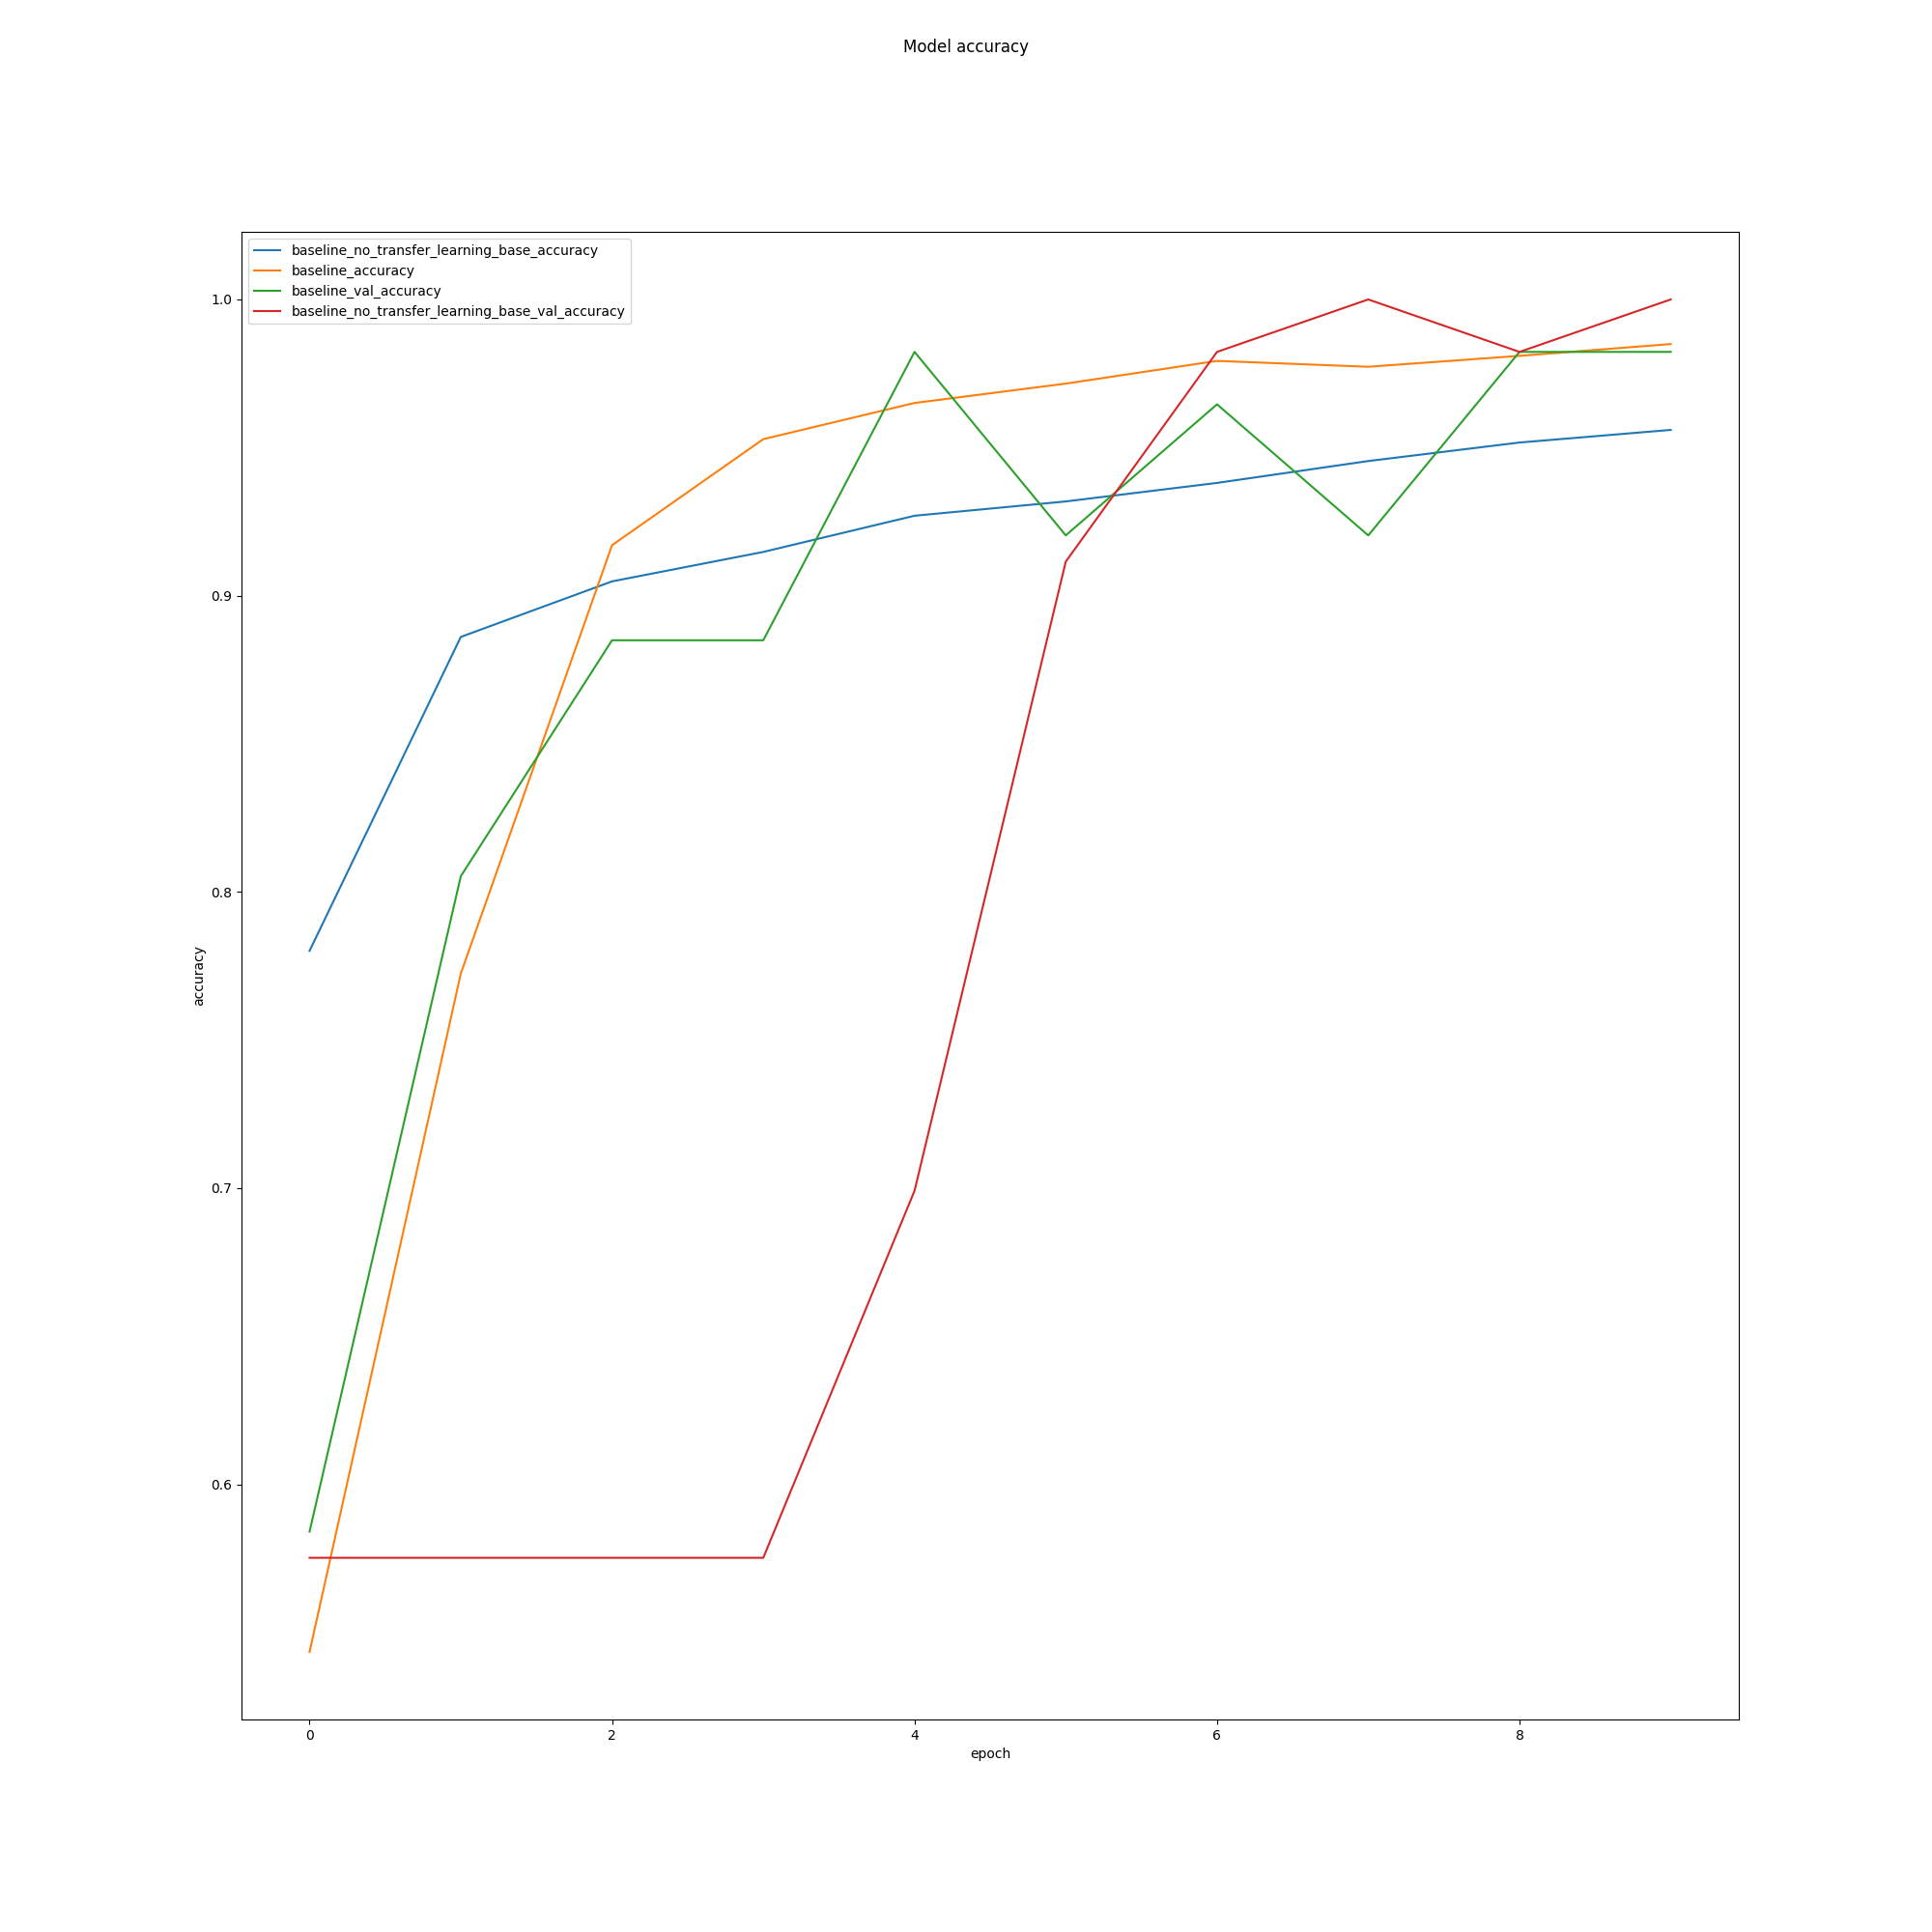 Model accuracy
baseline_no_transfer_learning_base_accuracy
baseline_accuracy
baseline_val_accuracy
baseline_no_transfer_learning_base_val_accuracy
1.0
0.9
0.8
0.7
0.6
accuracy
0 2 4 6 8
epoch